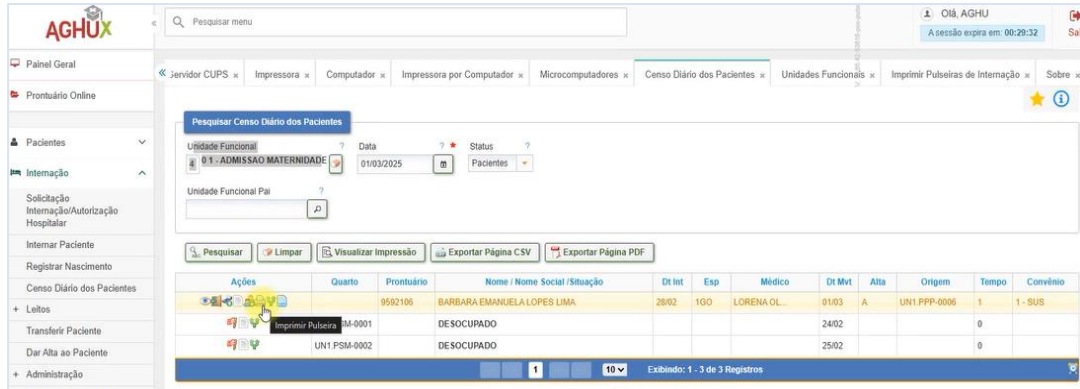 AGHUX
«
Pesquisar menu
Olá, AGHU
A sessão expira em: 00:29:32
Painel Geral
Prontuário Online
Pacientes
Internação
Solicitação
Internação/Autorização
Hospitalar
Internar Paciente
Registrar Nascimento
Censo Diário dos Pacientes
+ Leitos
Transferir Paciente
Dar Alta ao Paciente
+ Administração
« Servidor CUPS × Impressora × Computador × Impressora por Computador × Microcomputadores × Censo Diário dos Pacientes × Unidades Funcionais × Imprimir Pulseiras de Internação × Sobre ×
Pesquisar Censo Diário dos Pacientes
Unidade Funcional ? Data ? * Status ?
4 0 1 - ADMISSAO MATERNIDADE 01/03/2025 Pacientes
Unidade Funcional Pai ?
Pesquisar Limpar Visualizar Impressão Exportar Página CSV Exportar Página PDF
Ações Quarto Prontuário Nome / Nome Social /Situação Dt Int Esp Médico Dt Mvt Alta Origem Tempo Convênio
9592106 BARBARA EMANUELA LOPES LIMA 28/02 1GO LORENA OL... 01/03 A UN1.PPP-0006 1 1 - SUS
Imprimir Pulseira SM-0001 DESOCUPADO 24/02 0
UN1.PSM-0002 DESOCUPADO 25/02 0
1 10 Exibindo: 1 - 3 de 3 Registros